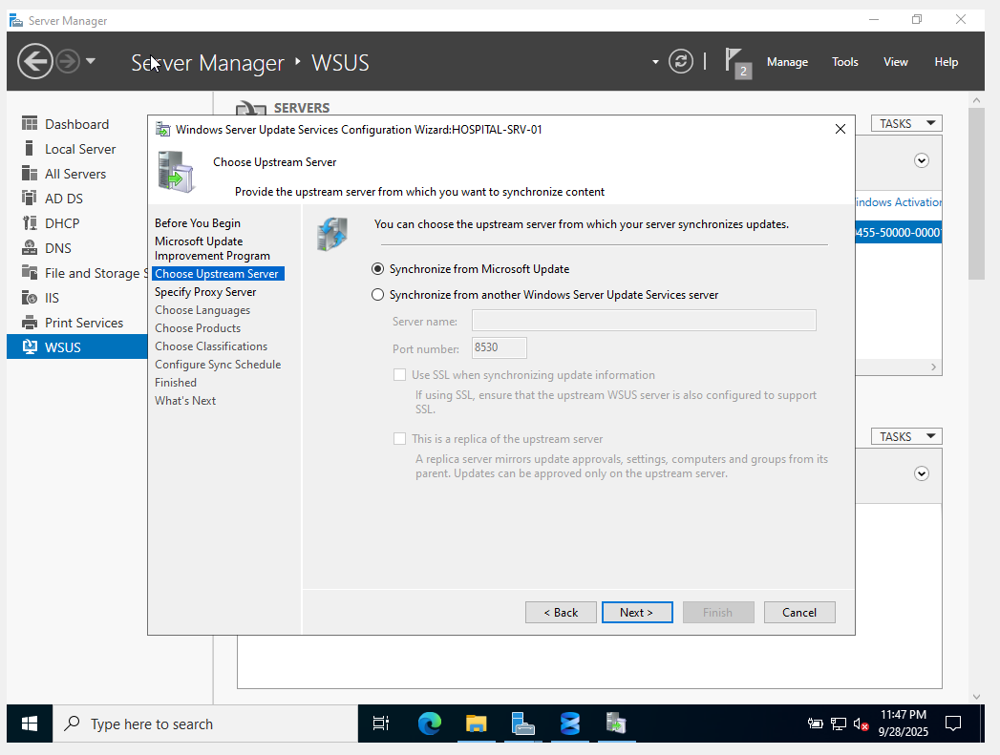 Server Manager
Server Manager ‣ WSUS
2
Manage
Tools
View
Help
Dashboard
Local Server
All Servers
AD DS
DHCP
DNS
File and Storage S
IIS
Print Services
WSUS
SERVERS
TASKS
Windows Server Update Services Configuration Wizard:HOSPITAL-SRV-01
Choose Upstream Server
Provide the upstream server from which you want to synchronize content
Before You Begin
Microsoft Update
Improvement Program
Choose Upstream Server
Specify Proxy Server
Choose Languages
Choose Products
Choose Classifications
Configure Sync Schedule
Finished
What's Next
You can choose the upstream server from which your server synchronizes updates.
Synchronize from Microsoft Update
Synchronize from another Windows Server Update Services server
Server name:
Port number: 8530
Use SSL when synchronizing update information
If using SSL, ensure that the upstream WSUS server is also configured to support
SSL.
This is a replica of the upstream server
A replica server mirrors update approvals, settings, computers and groups from its
parent. Updates can be approved only on the upstream server.
< Back
Next >
Finish
Cancel
indows Activation
0455-50000-00001
TASKS
Type here to search
11:47 PM
9/28/2025